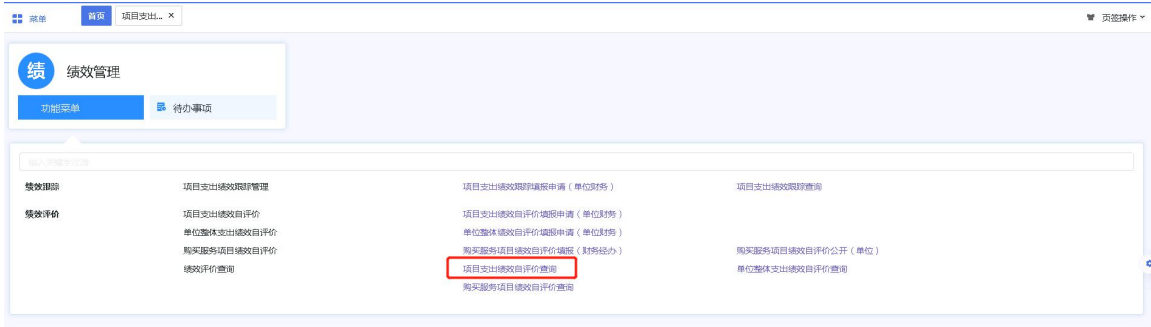 菜单 首页 项目支出... × 页签操作
绩 绩效管理
功能菜单 待办事项
输入关键字过滤
绩效跟踪 项目支出绩效跟踪管理 项目支出绩效跟踪填报申请（单位财务） 项目支出绩效跟踪查询
绩效评价 项目支出绩效自评价 项目支出绩效自评价填报申请（单位财务）
单位整体支出绩效自评价 单位整体绩效自评价填报申请（单位财务）
购买服务项目绩效自评价 购买服务项目绩效自评价填报（财务经办） 购买服务项目绩效自评价公开（单位）
绩效评价查询 项目支出绩效自评价查询 单位整体支出绩效自评价查询
购买服务项目绩效自评价查询